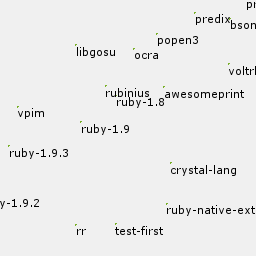 pr
predix
bson
popen3
libgosu
ocra
voltr
rubinius
awesomeprint
ruby-1.8
vpim
ruby-1.9
ruby-1.9.3
crystal-lang
y-1.9.2
ruby-native-ext
rr
test-first